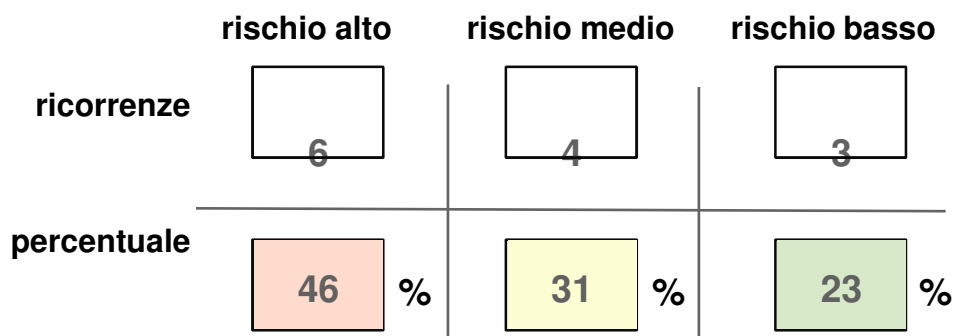 rischio alto rischio medio rischio basso
ricorrenze
6 4 3
percentuale
46 % 31 % 23 %